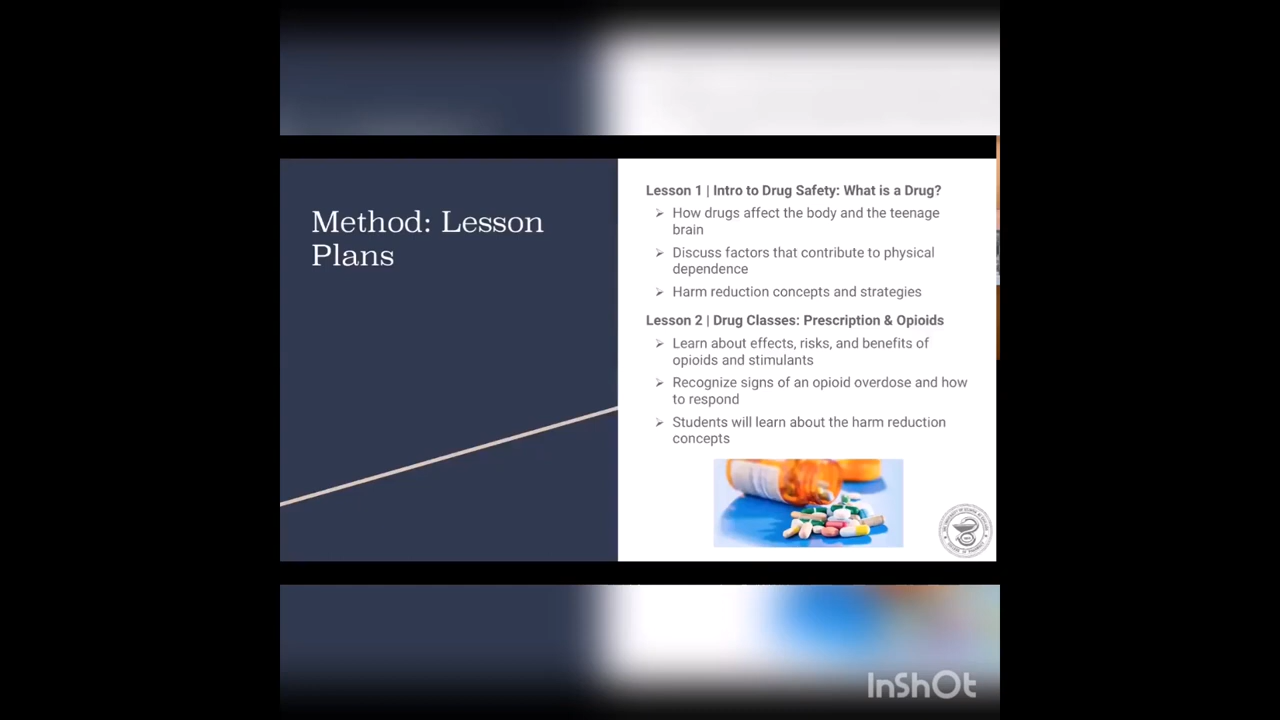 Method: Lesson
Plans
Lesson 1 | Intro to Drug Safety: What is a Drug?
➢ How drugs affect the body and the teenage
brain
➢ Discuss factors that contribute to physical
dependence
➢ Harm reduction concepts and strategies
Lesson 2 | Drug Classes: Prescription & Opioids
➢ Learn about effects, risks, and benefits of
opioids and stimulants
➢ Recognize signs of an opioid overdose and how
to respond
➢ Students will learn about the harm reduction
concepts
InShOt